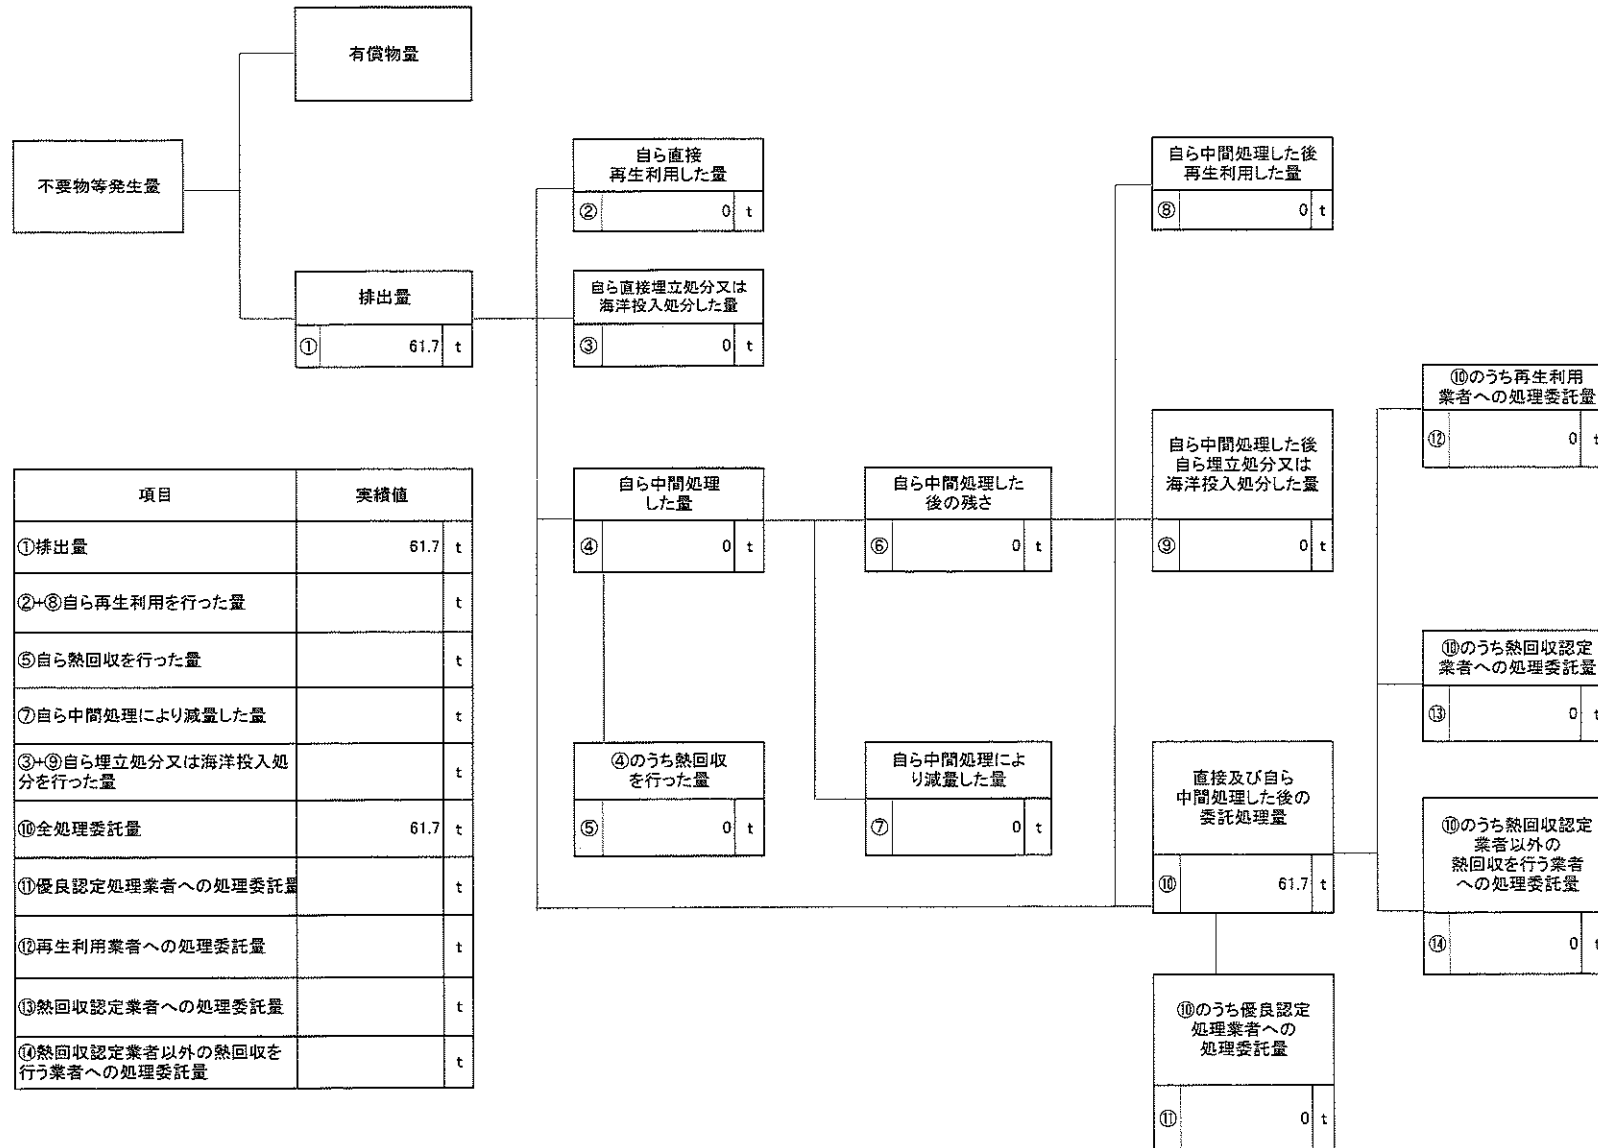 有償物量
不要物等発生量
排出量
① 61.7 t
自ら直接
再生利用した量
② 0 t
自ら直接埋立処分又は
海洋投入処分した量
③ 0 t
自ら中間処理
した量
④ 0 t
④のうち熱回収
を行った量
⑤ 0 t
自ら中間処理した
後の残さ
⑥ 0 t
自ら中間処理によ
り減量した量
⑦ 0 t
自ら中間処理した後
再生利用した量
⑧ 0 t
自ら中間処理した後
自ら埋立処分又は
海洋投入処分した量
⑨ 0 t
直接及び自ら
中間処理した後の
委託処理量
⑩ 61.7 t
⑩のうち優良認定
処理業者への
処理委託量
⑪ 0 t
⑩のうち再生利用
業者への処理委託量
⑫ 0 t
⑩のうち熱回収認定
業者への処理委託量
⑬ 0 t
⑩のうち熱回収認定
業者以外の
熱回収を行う業者
への処理委託量
⑭ 0 t
項目 実績値
①排出量 61.7 t
②+⑧自ら再生利用を行った量 t
⑤自ら熱回収を行った量 t
⑦自ら中間処理により減量した量 t
③+⑨自ら埋立処分又は海洋投入処
分を行った量 t
⑩全処理委託量 61.7 t
⑪優良認定処理業者への処理委託量 t
⑫再生利用業者への処理委託量 t
⑬熱回収認定業者への処理委託量 t
⑭熱回収認定業者以外の熱回収を
行う業者への処理委託量 t